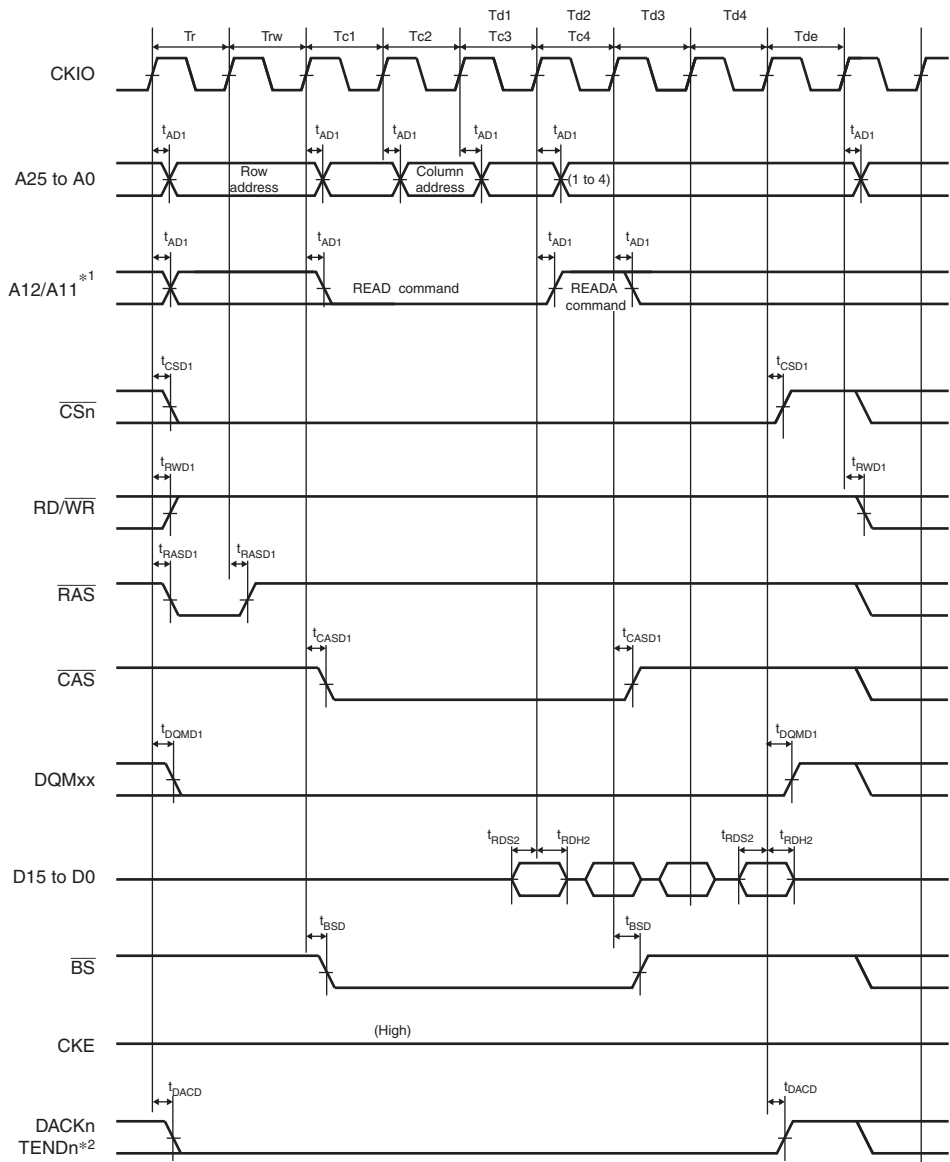 Td1 Td2 Td3 Td4
Tr Trw Tc1 Tc2 Tc3 Tc4 Tde
CKIO
tAD1 tAD1 tAD1 tAD1 tAD1 tAD1
A25 to A0
Row address
Column address
(1 to 4)
tAD1 tAD1 tAD1 tAD1
A12/A11*1
READ command
READA command
tCSD1 tCSD1
CSn
tRWD1 tRWD1
RD/WR
tRASD1 tRASD1
RAS
tCASD1 tCASD1
CAS
tDQMD1 tDQMD1
DQMxx
tRDS2 tRDH2 tRDS2 tRDH2
D15 to D0
tBSD tBSD
BS
(High)
CKE
tDACD tDACD
DACKn
TENDn*2